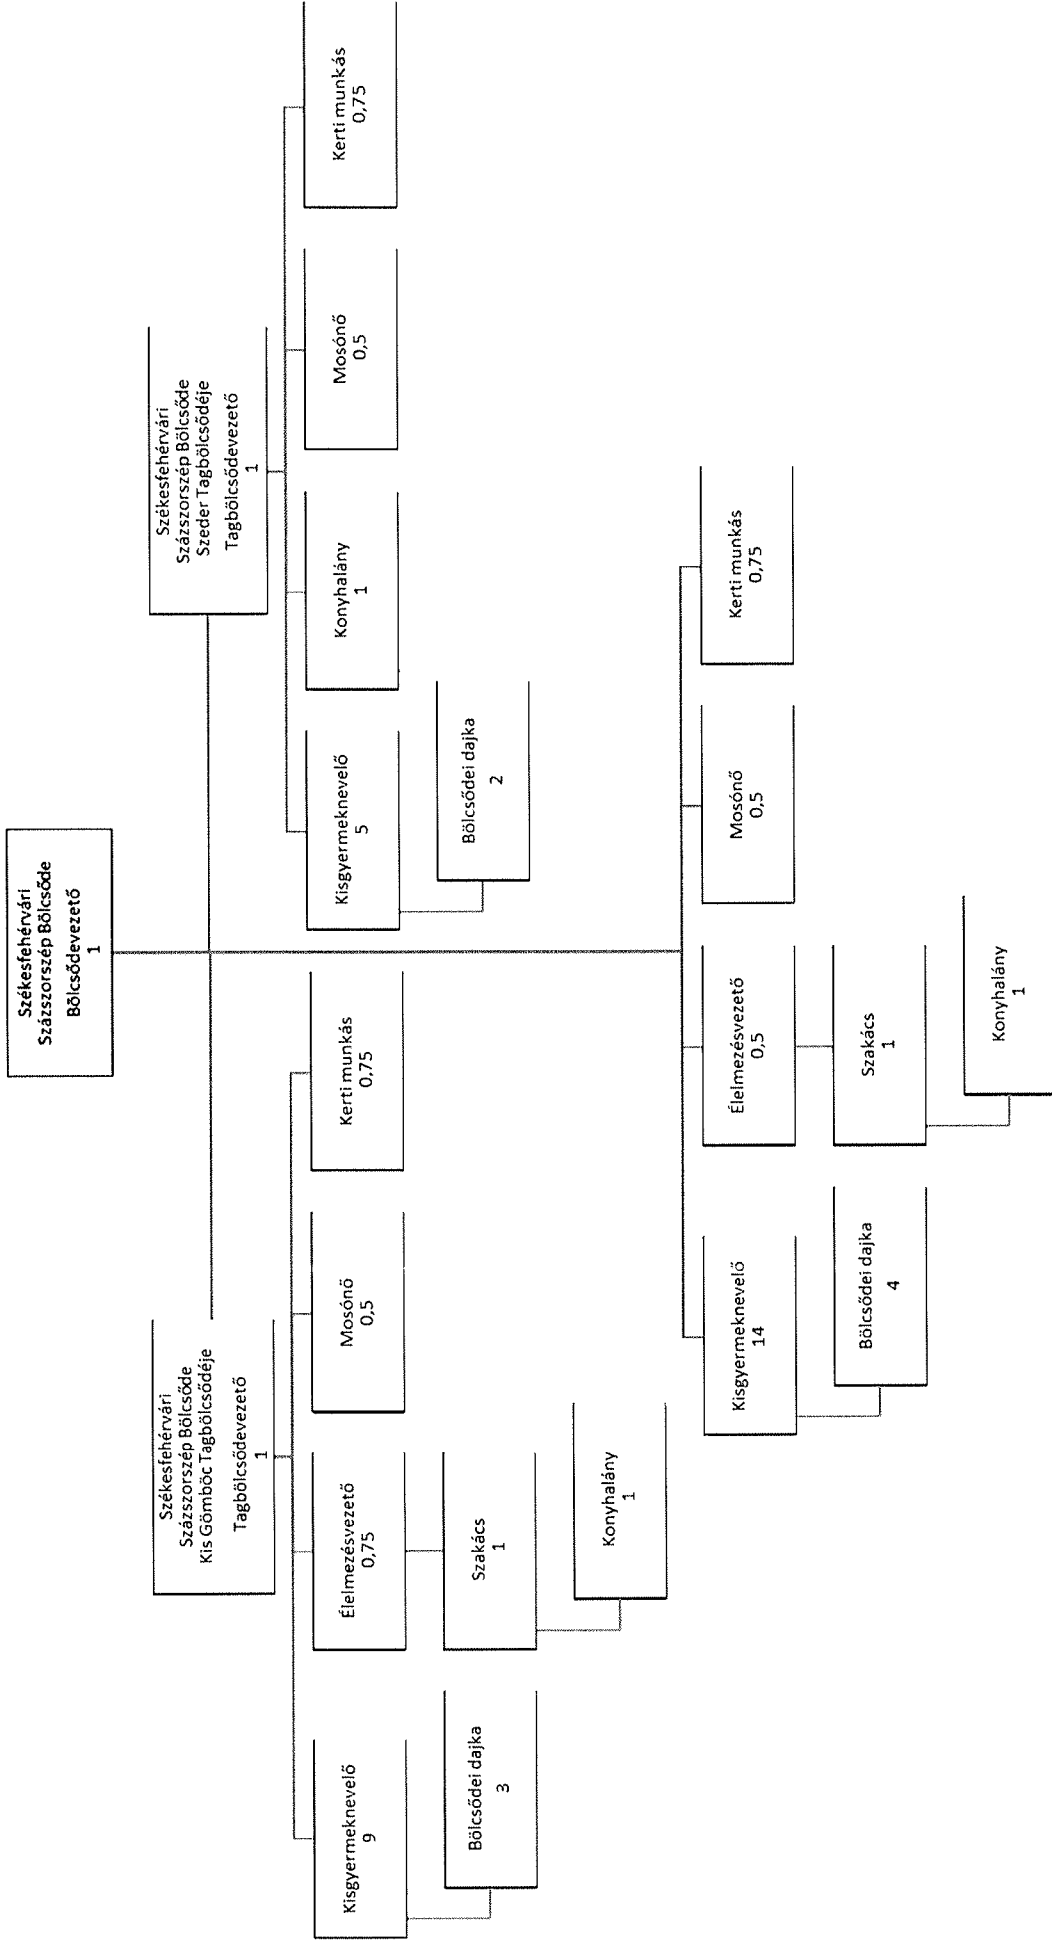 Székesfehérvári
Százszorszép Bölcsőde
Bölcsődevezető
1
Székesfehérvári
Százszorszép Bölcsőde
Kis Gömböc Tagbölcsődéje
Tagbölcsődevezető
1
Kisgyermeknevelő
9
Bölcsődei dajka
3
Élelmezésvezető
0,75
Szakács
1
Konyhalány
1
Mosónő
0,5
Kerti munkás
0,75
Székesfehérvári
Százszorszép Bölcsőde
Szeder Tagbölcsődéje
Tagbölcsődevezető
1
Kisgyermeknevelő
5
Bölcsődei dajka
2
Konyhalány
1
Mosónő
0,5
Kerti munkás
0,75
Kisgyermeknevelő
14
Bölcsődei dajka
4
Élelmezésvezető
0,5
Szakács
1
Konyhalány
1
Mosónő
0,5
Kerti munkás
0,75